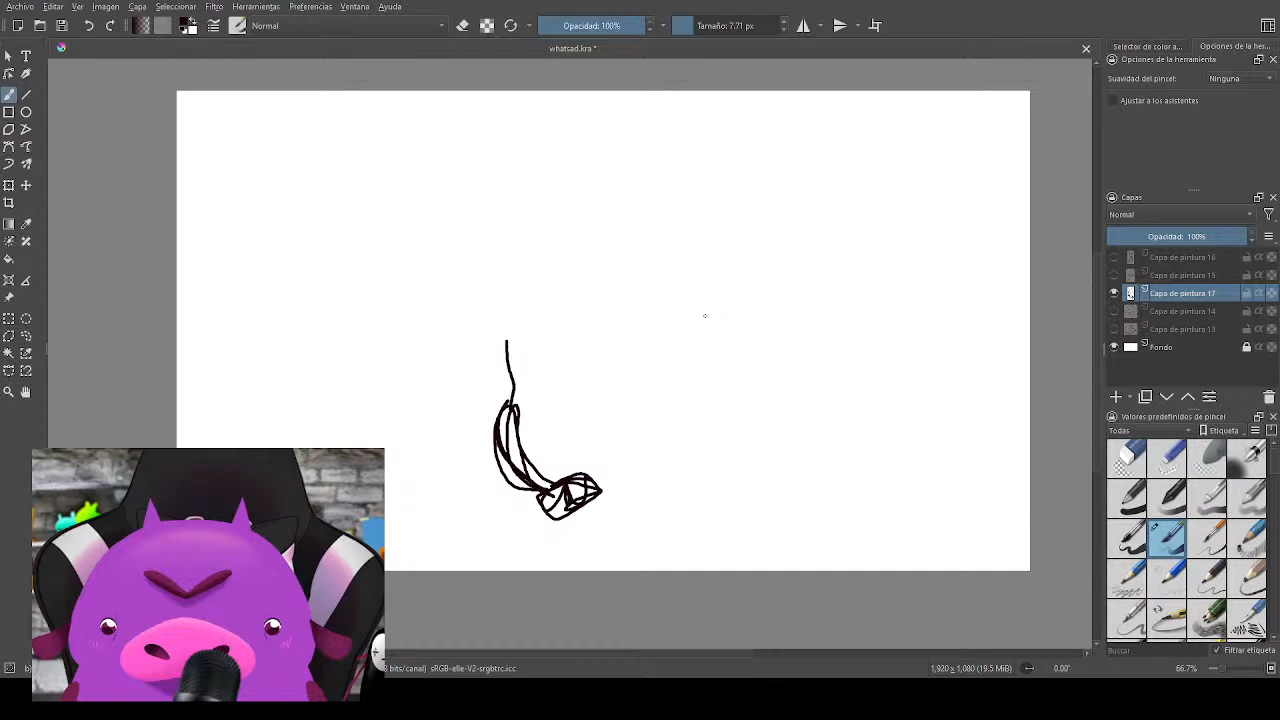 Archivo Editar Ver Imagen Capa Seleccionar Filtro Herramientas Preferencias Ventana Ayuda
Normal
Opacidad: 100%
Tamaño: 7.71 px
whatsad.kra *
Selector de color a...
Opciones de la her...
Opciones de la herramienta
Suavidad del pincel:
Ninguna
Ajustar a los asistentes
Capas
Normal
Opacidad: 100%
Capa de pintura 16
Capa de pintura 15
Capa de pintura 17
Capa de pintura 14
Capa de pintura 13
Fondo
Valores predefinidos de pincel
Todas
Etiqueta
Buscar
Filtrar etiqueta
bits/canal) sRGB-elle-V2-srgbtrc.icc
1,920 x 1,080 (19.5 MiB)
0.00°
66.7%